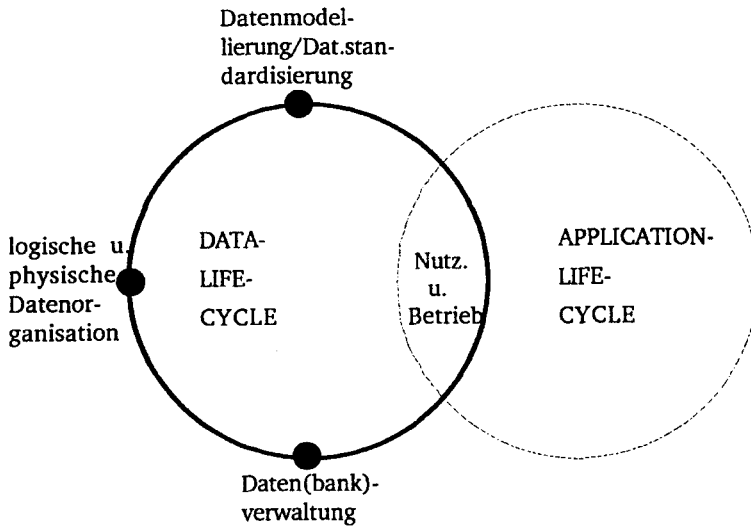 Datenmodel-
lierung/Dat.stan-
dardisierung
logische u.
physische
Datenor-
ganisation
DATA-
LIFE-
CYCLE
Nutz.
u.
Betrieb
APPLICATION-
LIFE-
CYCLE
Daten(bank)-
verwaltung